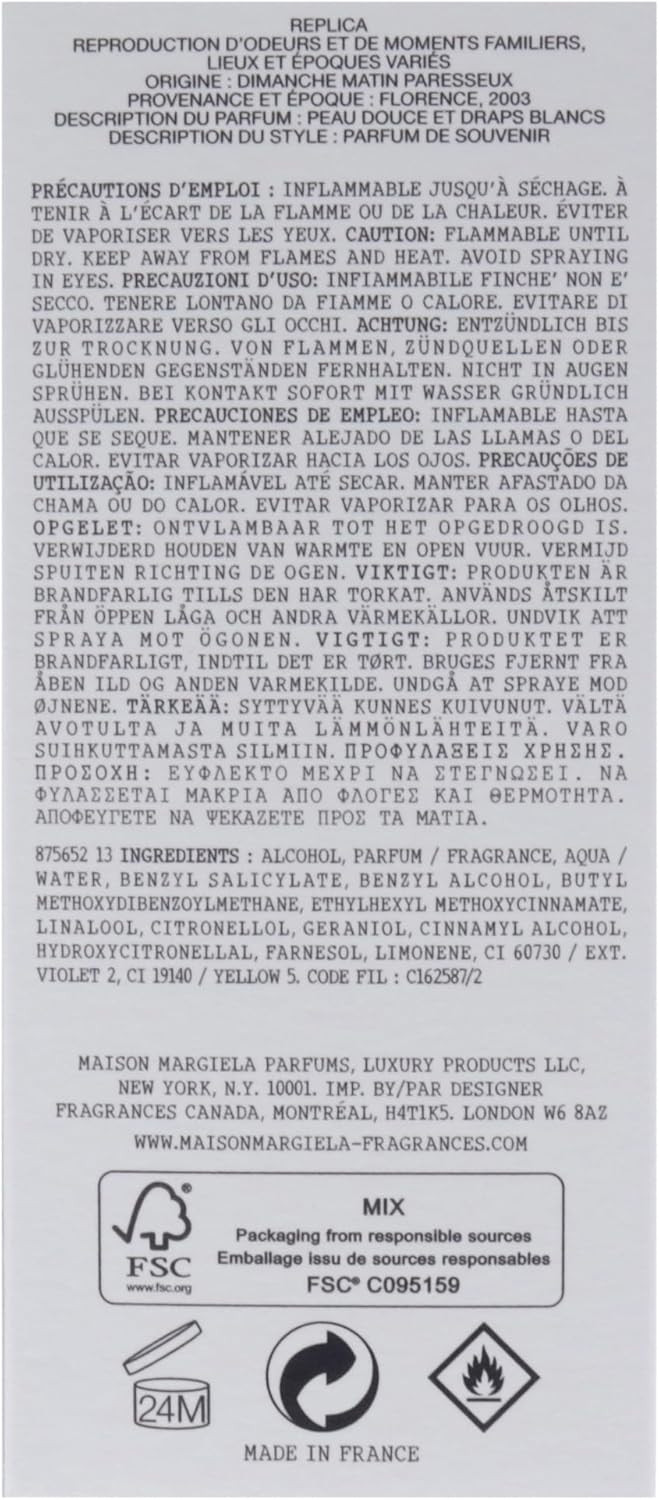 REPLICA
REPRODUCTION D'ODEURS ET DE MOMENTS FAMILIERS,
LIEUX ET ÉPOQUES VARIÉS
ORIGINE : DIMANCHE MATIN PARESSEUX
PROVENANCE ET ÉPOQUE : FLORENCE, 2003
DESCRIPTION DU PARFUM : PEAU DOUCE ET DRAPS BLANCS
DESCRIPTION DU STYLE : PARFUM DE SOUVENIR
PRÉCAUTIONS D'EMPLOI : INFLAMMABLE JUSQU'À SÉCHAGE. À
TENIR À L'ÉCART DE LA FLAMME OU DE LA CHALEUR. ÉVITER
DE VAPORISER VERS LES YEUX. CAUTION: FLAMMABLE UNTIL
DRY. KEEP AWAY FROM FLAMES AND HEAT. AVOID SPRAYING
IN EYES. PRECAUZIONI D'USO: INFIAMMABILE FINCHE' NON E'
SECCO. TENERE LONTANO DA FIAMME O CALORE. EVITARE DI
VAPORIZZARE VERSO GLI OCCHI. ACHTUNG: ENTZÜNDLICH BIS
ZUR TROCKNUNG. VON FLAMMEN, ZÜNDQUELLEN ODER
GLÜHENDEN GEGENSTÄNDEN FERNHALTEN. NICHT IN AUGEN
SPRÜHEN. BEI KONTAKT SOFORT MIT WASSER GRÜNDLICH
AUSSPÜLEN. PRECAUCIONES DE EMPLEO: INFLAMABLE HASTA
QUE SE SEQUE. MANTENER ALEJADO DE LAS LLAMAS O DEL
CALOR. EVITAR VAPORIZAR HACIA LOS OJOS. PRECAUÇÕES DE
UTILIZAÇÃO: INFLAMÁVEL ATÉ SECAR. MANTER AFASTADO DA
CHAMA OU DO CALOR. EVITAR VAPORIZAR PARA OS OLHOS.
OPGELET: ONTVLAMBAAR TOT HET OPGEDROOGD IS.
VERWIJDERD HOUDEN VAN WARMTE EN OPEN VUUR. VERMIJD
SPUITEN RICHTING DE OGEN. VIKTIGT: PRODUKTEN ÄR
BRANDFARLIG TILLS DEN HAR TORKAT. ANVÄNDS ÅTSKILT
FRÅN ÖPPEN LÅGA OCH ANDRA VÄRMEKÄLLOR. UNDVIK ATT
SPRAYA MOT ÖGONEN. VIGTIGT: PRODUKTET ER
BRANDFARLIGT, INDTIL DET ER TØRT. BRUGES FJERNT FRA
ÅBEN ILD OG ANDEN VARMEKILDE. UNDGÅ AT SPRAYE MOD
ØJNENE. TÄRKEÄÄ: SYTTYVÄÄ KUNNES KUIVUNUT. VÄLTÄ
AVOTULTA JA MUITA LÄMMÖNLÄHTEITÄ. VARO
SUIHKUTTAMASTA SILMIIN. ΠΡΟΦΥΛΑΞΕΙΣ ΧΡΗΣΗΣ.
ΠΡΟΣΟΧΗ: ΕΥΦΛΕΚΤΟ ΜΕΧΡΙ ΝΑ ΣΤΕΓΝΩΣΕΙ. ΝΑ
ΦΥΛΑΣΣΕΤΑΙ ΜΑΚΡΙΑ ΑΠΟ ΦΛΟΓΕΣ ΚΑΙ ΘΕΡΜΟΤΗΤΑ.
ΑΠΟΦΕΥΓΕΤΕ ΝΑ ΨΕΚΑΖΕΤΕ ΠΡΟΣ ΤΑ ΜΑΤΙΑ.
875652 13 INGREDIENTS : ALCOHOL, PARFUM / FRAGRANCE, AQUA /
WATER, BENZYL SALICYLATE, BENZYL ALCOHOL, BUTYL
METHOXYDIBENZOYLMETHANE, ETHYLHEXYL METHOXYCINNAMATE,
LINALOOL, CITRONELLOL, GERANIOL, CINNAMYL ALCOHOL,
HYDROXYCITRONELLAL, FARNESOL, LIMONENE, CI 60730 / EXT.
VIOLET 2, CI 19140 / YELLOW 5. CODE FIL : C162587/2
MAISON MARGIELA PARFUMS, LUXURY PRODUCTS LLC,
NEW YORK, N.Y. 10001. IMP. BY/PAR DESIGNER
FRAGRANCES CANADA, MONTRÉAL, H4T1K5. LONDON W6 8AZ
WWW.MAISONMARGIELA-FRAGRANCES.COM
MIX
Packaging from responsible sources
Emballage issu de sources responsables
FSC® C095159
®
FSC
www.fsc.org
24M
MADE IN FRANCE